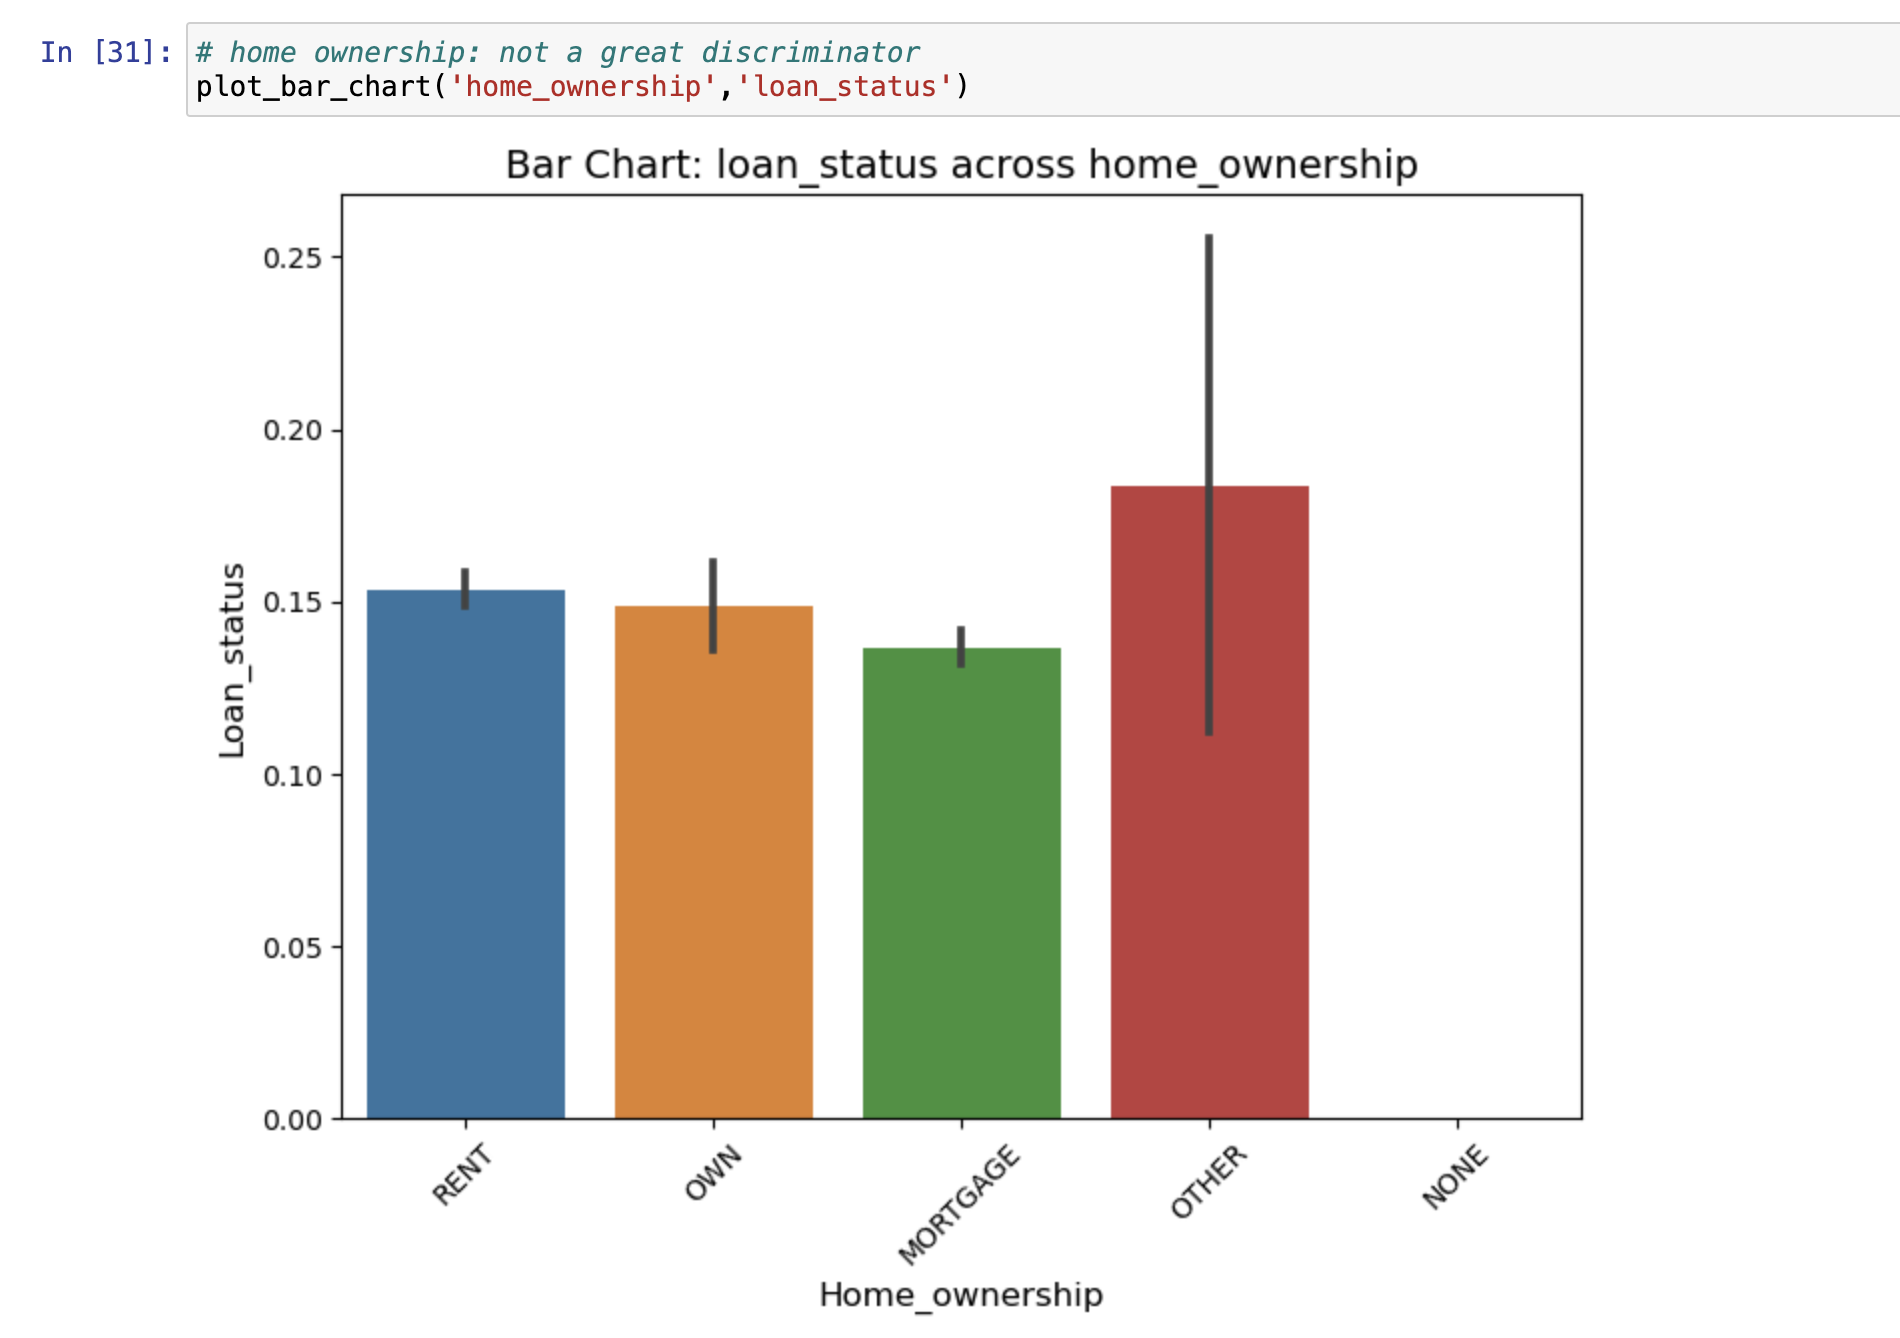 In [31]:
# home ownership: not a great discriminator
plot_bar_chart('home_ownership','loan_status')
Bar Chart: loan_status across home_ownership
Loan_status
0.25
0.20
0.15
0.10
0.05
0.00
RENT
OWN
MORTGAGE
OTHER
NONE
Home_ownership